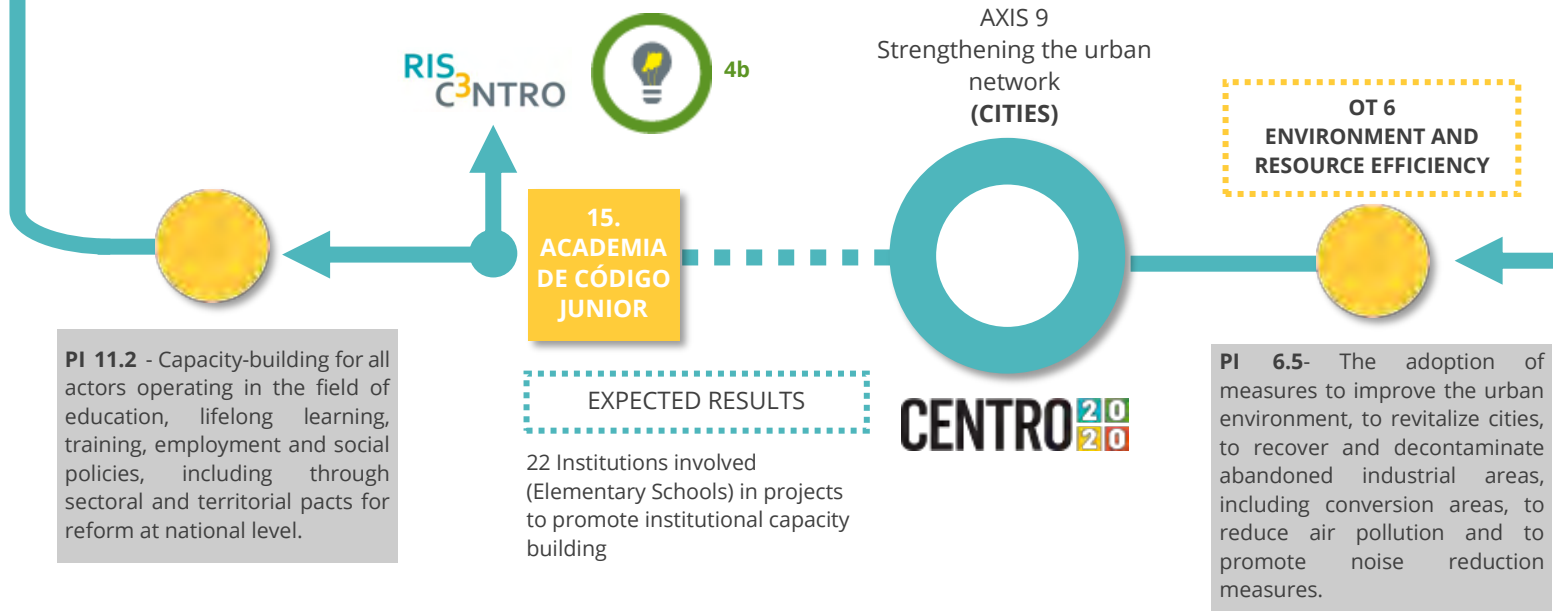 RIS
C3NTRO
4b
AXIS 9
Strengthening the urban
network
(CITIES)
OT 6
ENVIRONMENT AND
RESOURCE EFFICIENCY
15.
ACADEMIA
DE CÓDIGO
JUNIOR
PI 11.2 - Capacity-building for all
actors operating in the field of
education, lifelong learning,
training, employment and social
policies, including through
sectoral and territorial pacts for
reform at national level.
EXPECTED RESULTS
22 Institutions involved
(Elementary Schools) in projects
to promote institutional capacity
building
CENTRO 20
20
PI 6.5- The adoption of
measures to improve the urban
environment, to revitalize cities,
to recover and decontaminate
abandoned industrial areas,
including conversion areas, to
reduce air pollution and to
promote noise reduction
measures.